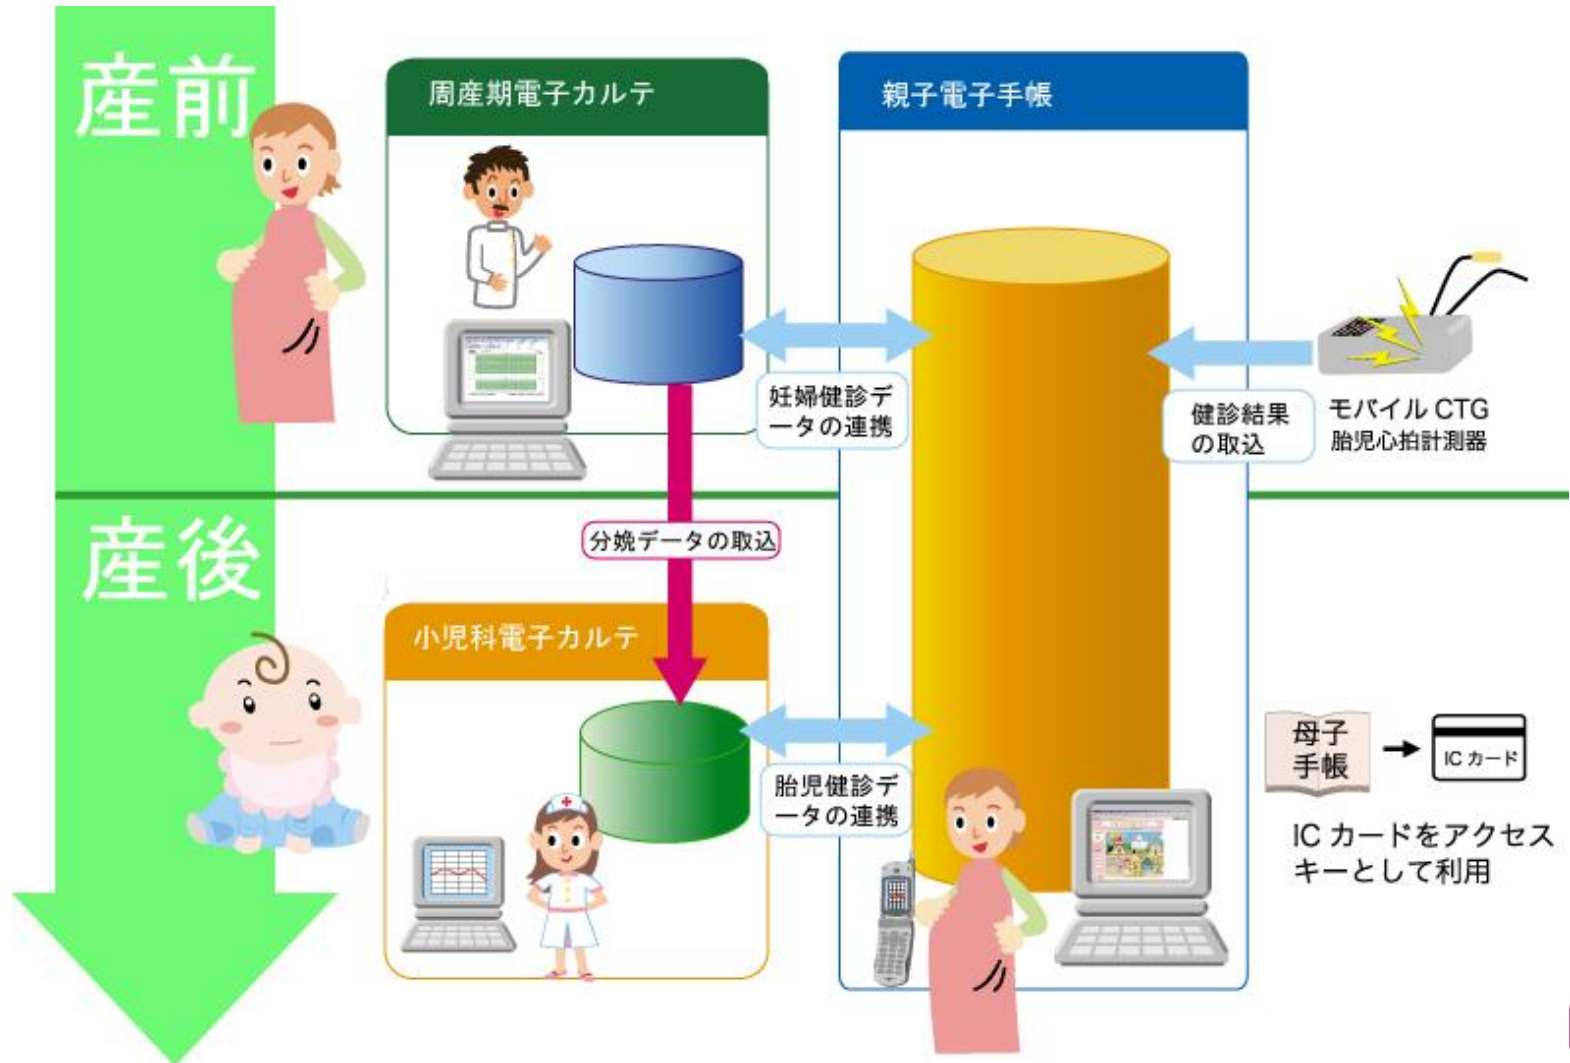 産前
周産期電子カルテ
親子電子手帳
妊婦健診デ
ータの連携
健診結果
の取込
モバイル CTG
胎児心拍計測器
産後
分娩データの取込
小児科電子カルテ
胎児健診デ
ータの連携
母子
手帳
IC カード
IC カードをアクセス
キーとして利用